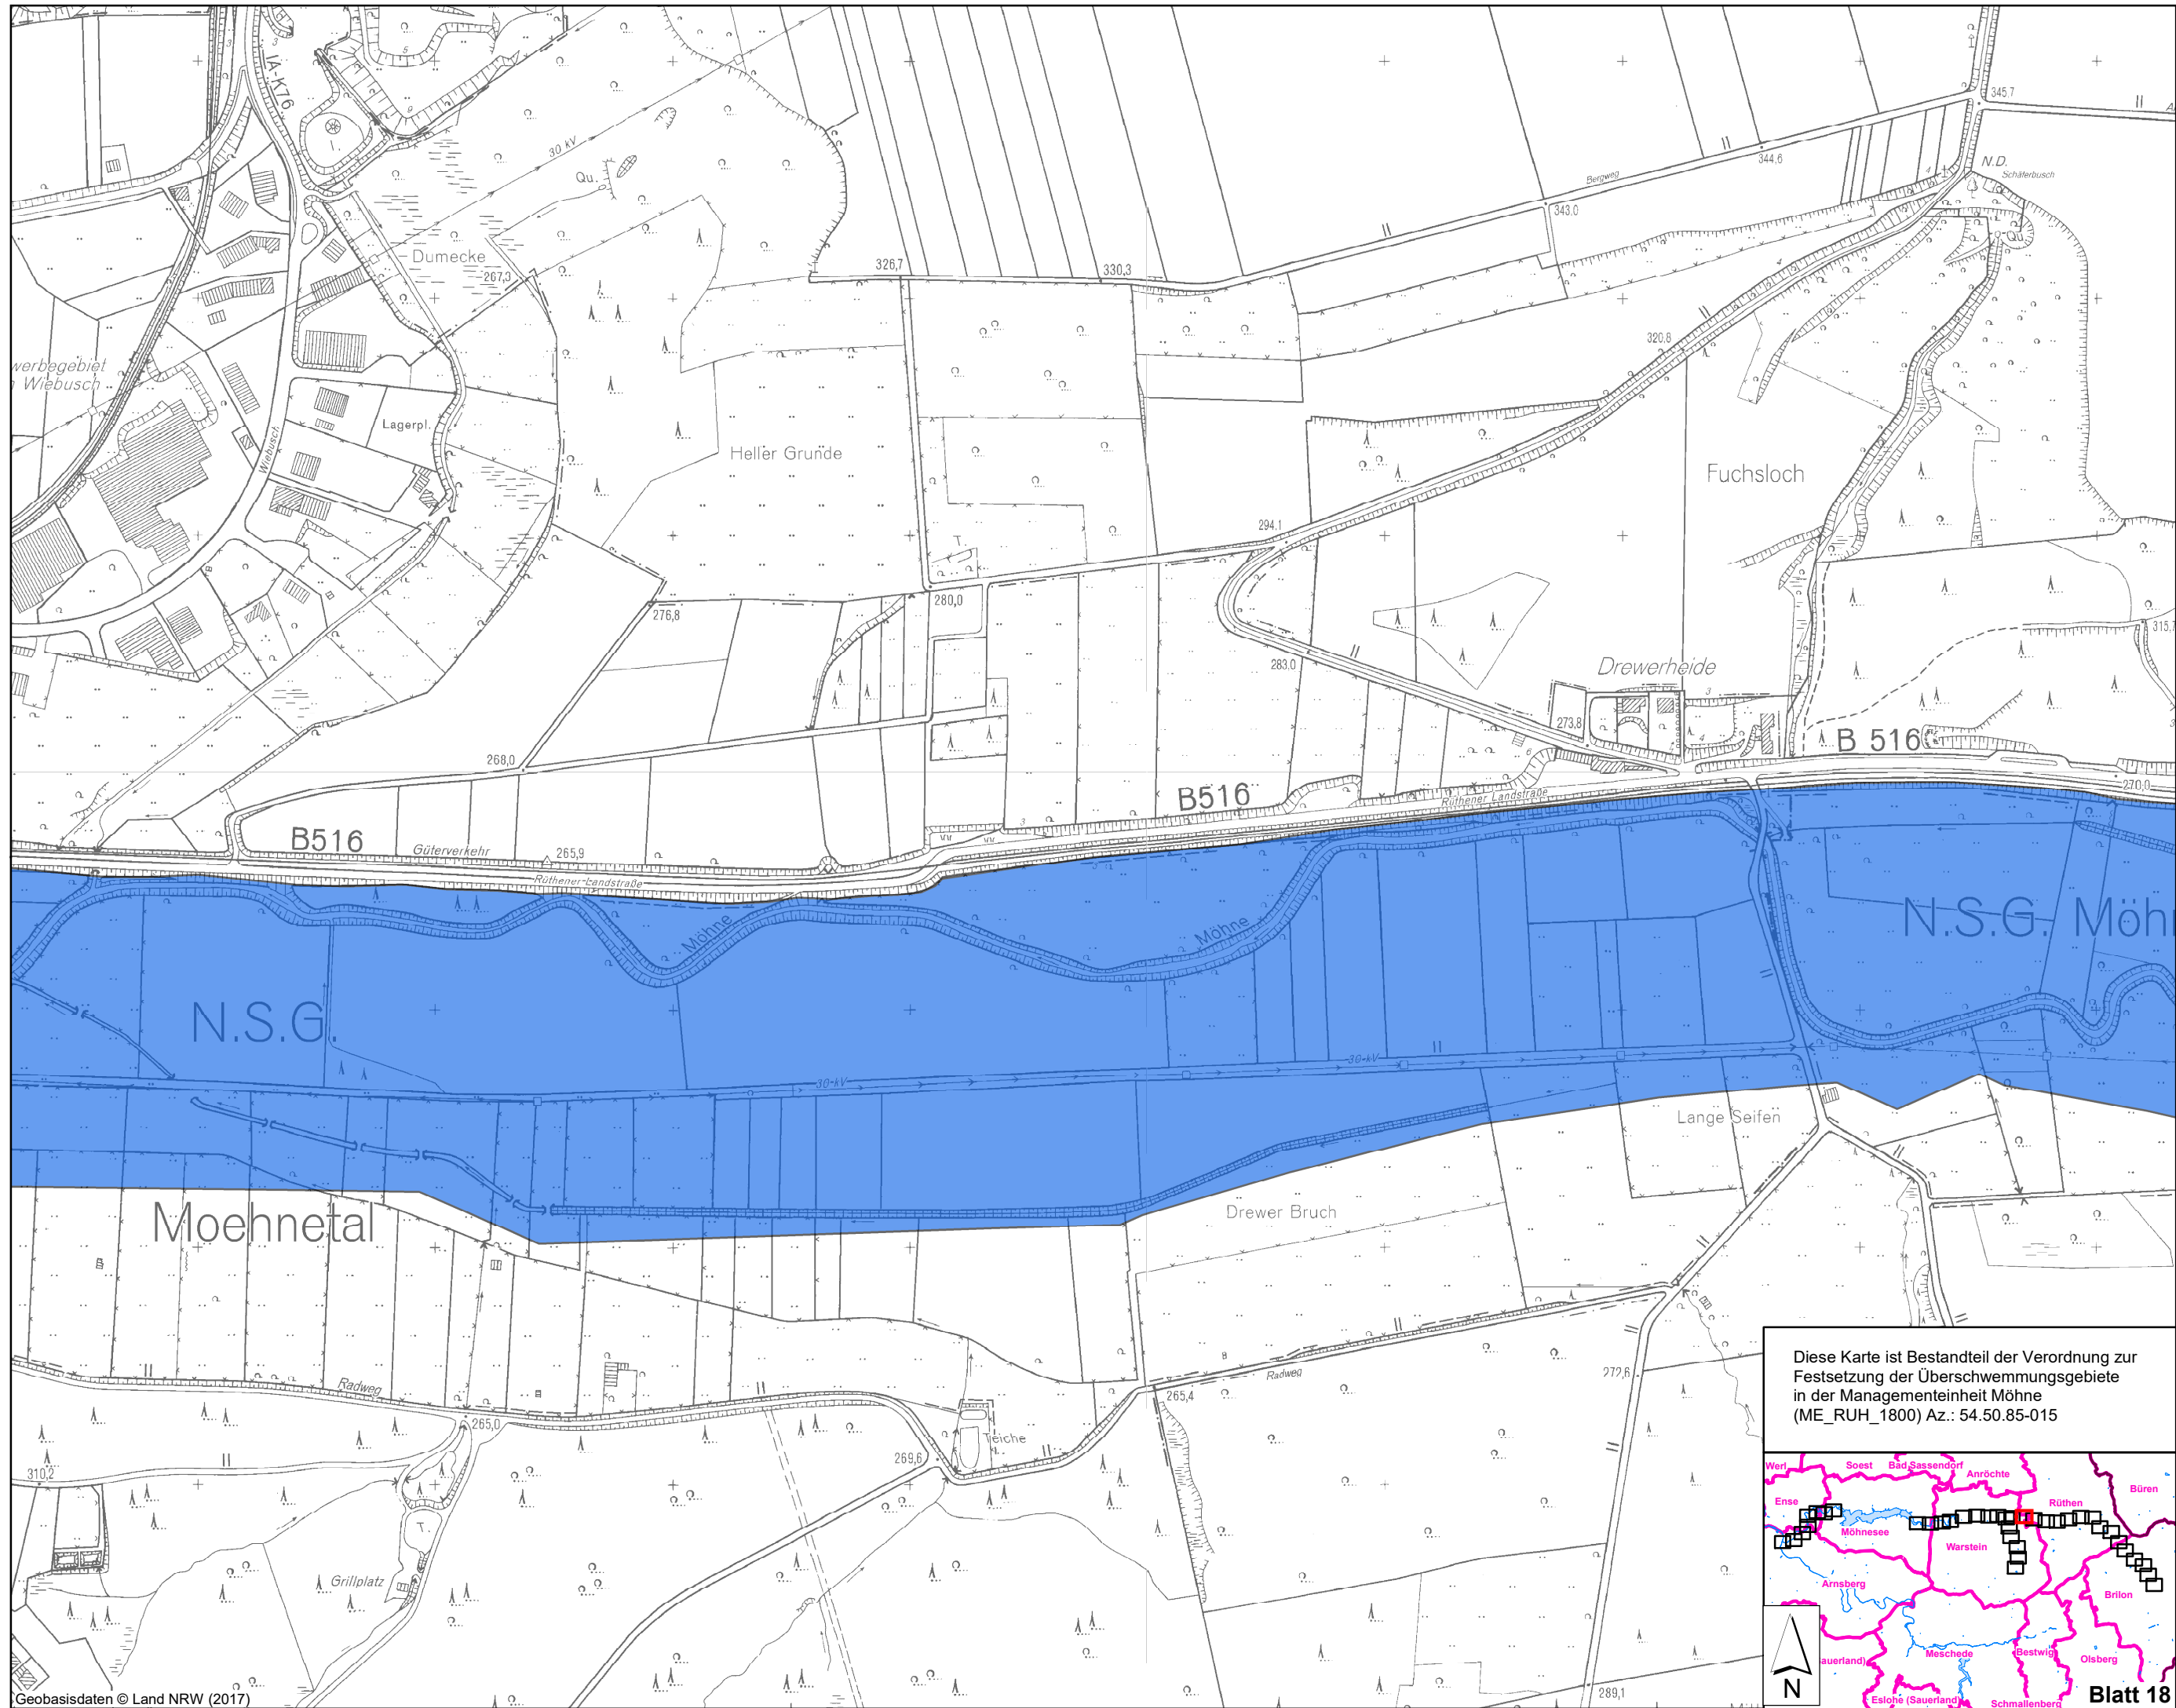 IA-K76
30 kV
Qu.
345,7
344,6
N.D.
Schäferbusch
Bergweg
343,0
Qu.
Dumecke
267,3
326,7
330,3
320,8
Wiebusch
Lagerpl.
Wiebusch
Heller Grunde
Fuchsloch
294,1
T.
280,0
276,8
283,0
315,7
Drewerheide
273,8
B 516
268,0
B516
Rüthener Landstraße
270,0
B516
Güterverkehr
265,9
Rüthener Landstraße
Möhne
Möhne
N.S.G. Möh
N.S.G.
30-kV
30-kV
Lange Seifen
Moehnetal
Drewer Bruch
Radweg
Radweg
272,6
265,4
265,0
Teiche
269,6
310,2
T.
Grillplatz
289,1
Diese Karte ist Bestandteil der Verordnung zur
Festsetzung der Überschwemmungsgebiete
in der Managementeinheit Möhne
(ME_RUH_1800) Az.: 54.50.85-015
Werl
Soest
Bad Sassendorf
Anröchte
Büren
Ense
Rüthen
Möhnesee
Warstein
Arnsberg
Brilon
auerland)
Meschede
Bestwig
Olsberg
Eslohe (Sauerland)
Schmallenberg
N
Blatt 18
Geobasisdaten © Land NRW (2017)